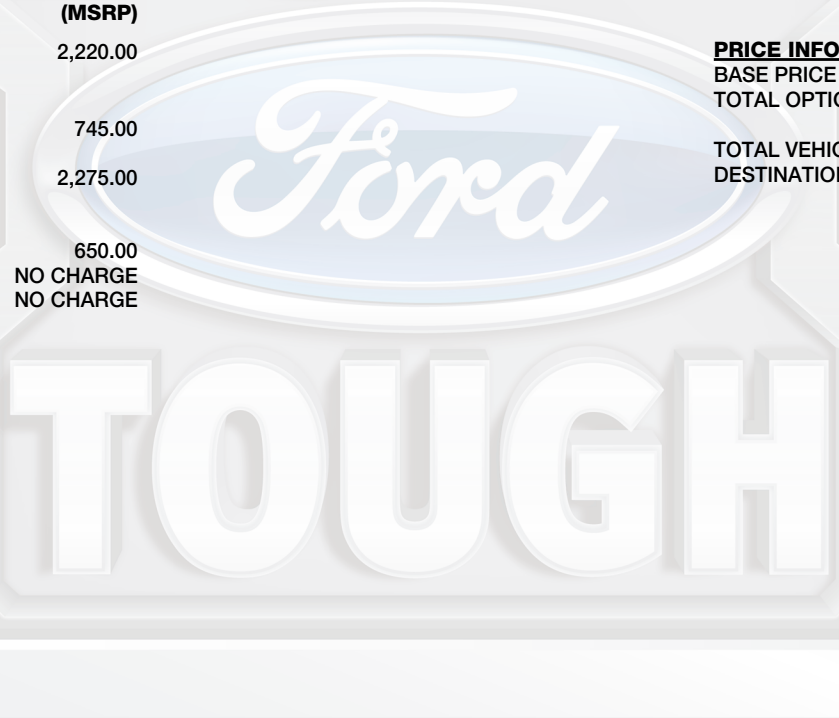 (MSRP)
2,220.00
745.00
2,275.00
650.00
NO CHARGE
NO CHARGE
PRICE INFO
BASE PRICE
TOTAL OPTIO
TOTAL VEHIC
DESTINATION
Ford
TOUGH